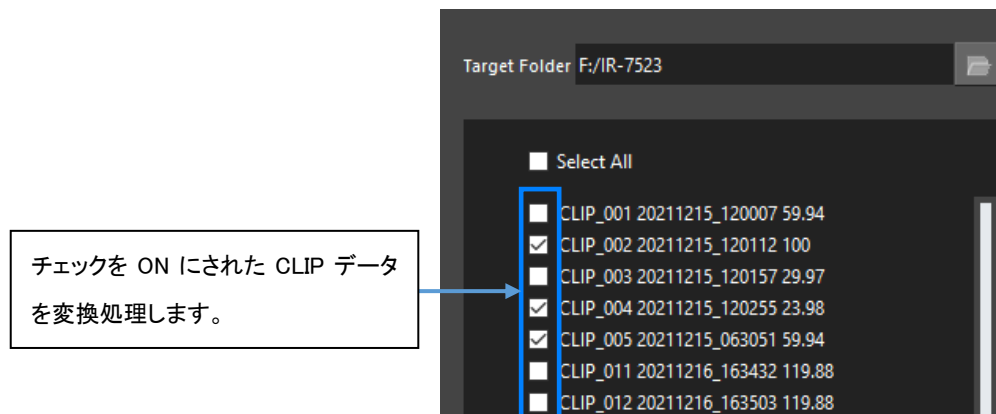 Target Folder F:/IR-7523
Select All
CLIP_001 20211215_120007 59.94
CLIP_002 20211215_120112 100
CLIP_003 20211215_120157 29.97
CLIP_004 20211215_120255 23.98
CLIP_005 20211215_063051 59.94
CLIP_011 20211216_163432 119.88
CLIP_012 20211216_163503 119.88
チェックを ON にされた CLIP データ
を変換処理します。